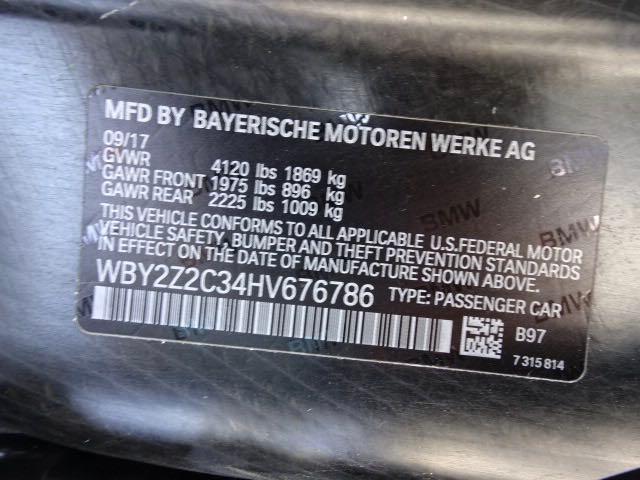 MFD BY BAYERISCHE MOTOREN WERKE AG
09/17
GVWR 4120 lbs 1869 kg
GAWR FRONT 1975 lbs 896 kg
GAWR REAR 2225 lbs 1009 kg
THIS VEHICLE CONFORMS TO ALL APPLICABLE U.S.FEDERAL MOTOR
VEHICLE SAFETY, BUMPER AND THEFT PREVENTION STANDARDS
IN EFFECT ON THE DATE OF MANUFACTURE SHOWN ABOVE.
WBY2Z2C34HV676786 TYPE: PASSENGER CAR
B97
7 315 814
BMW
BMW